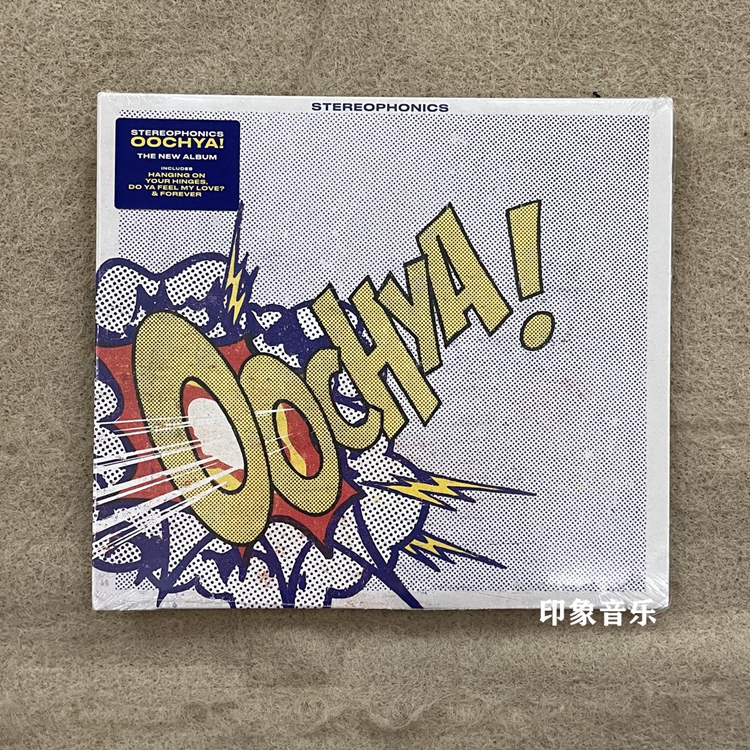 STEREOPHONICS
STEREOPHONICS
OOCHYA!
THE NEW ALBUM
INCLUDES
HANGING ON
YOUR HINGES,
DO YA FEEL MY LOVE?
& FOREVER
OOCHYA!
印象音乐